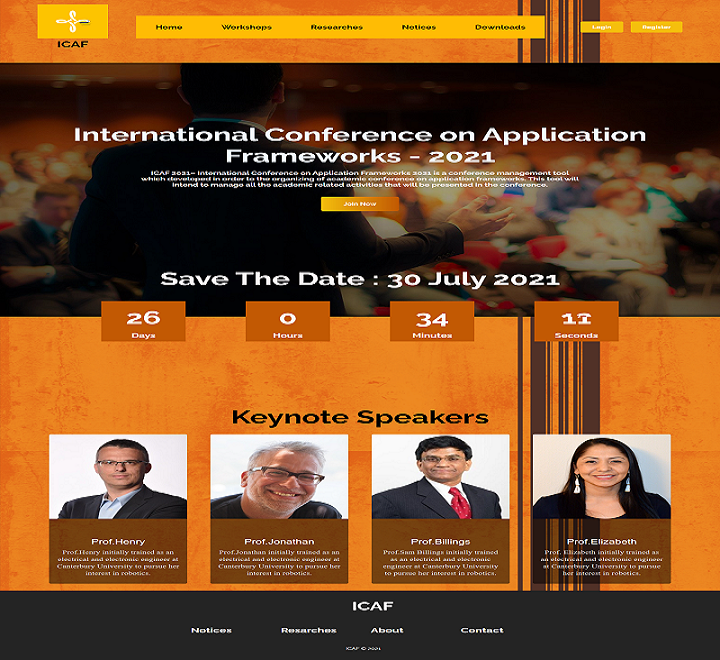 ICAF
Home Workshops Researches Notices Downloads
Login Register
International Conference on Application
Frameworks - 2021
ICAF 2021- International Conference on Application Frameworks 2021 is a conference management tool
which developed in order to the organizing of academic conference on application frameworks. This tool will
intend to manage all the academic related activities that will be presented in the conference.
Join Now
Save The Date : 30 July 2021
26 0 34
Days Hours Minutes Seconds
Keynote Speakers
Prof.Henry
Prof.Henry initially trained as an
electrical and electronic engineer at
Canterbury University to pursue her
interest in robotics.
Prof.Jonathan
Prof.Jonathan initially trained as an
electrical and electronic engineer at
Canterbury University to pursue her
interest in robotics.
Prof.Billings
Prof.Sam Billings initially trained
as an electrical and electronic
engineer at Canterbury University
to pursue her interest in robotics.
Prof.Elizabeth
Prof. Elizabeth initially trained as
an electrical and electronic engineer
at Canterbury University to pursue
her interest in robotics.
ICAF
Notices Resarches About Contact
ICAF © 2021